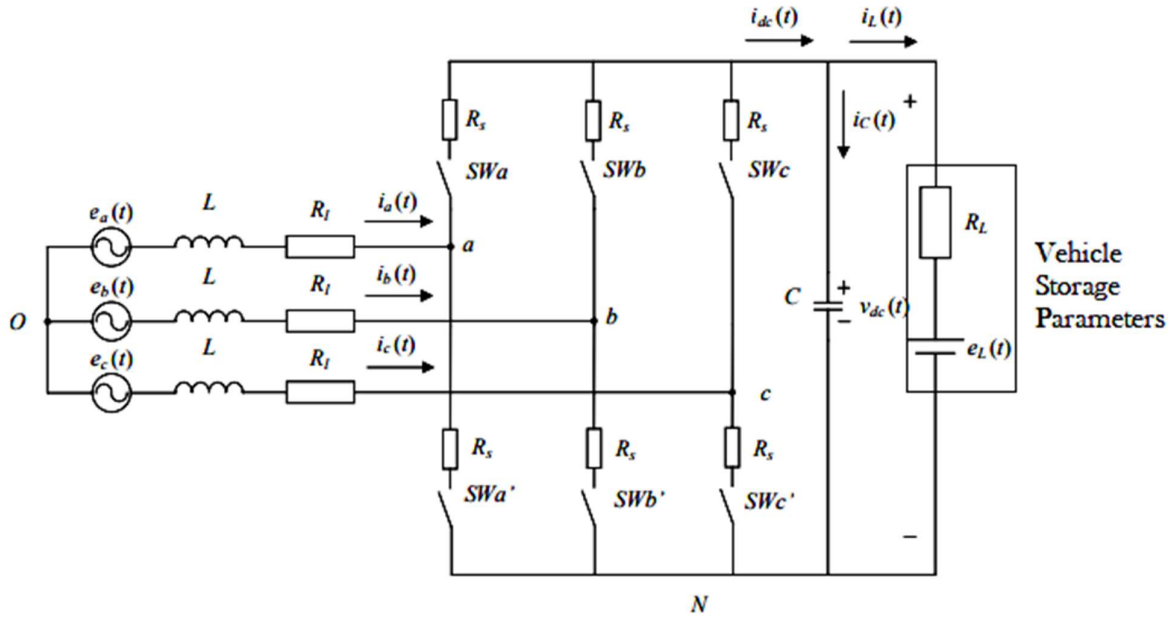 i_dc(t) i_L(t)
R_s R_s R_s i_C(t) +
SWa SWb SWc
e_a(t) L R_l i_a(t) R_L
a
e_b(t) L R_l i_b(t) Vehicle
Storage
Parameters
O b C + v_dc(t) e_L(t)
-
e_c(t) L R_l i_c(t)
c
R_s R_s R_s
SWa' SWb' SWc'
-
N